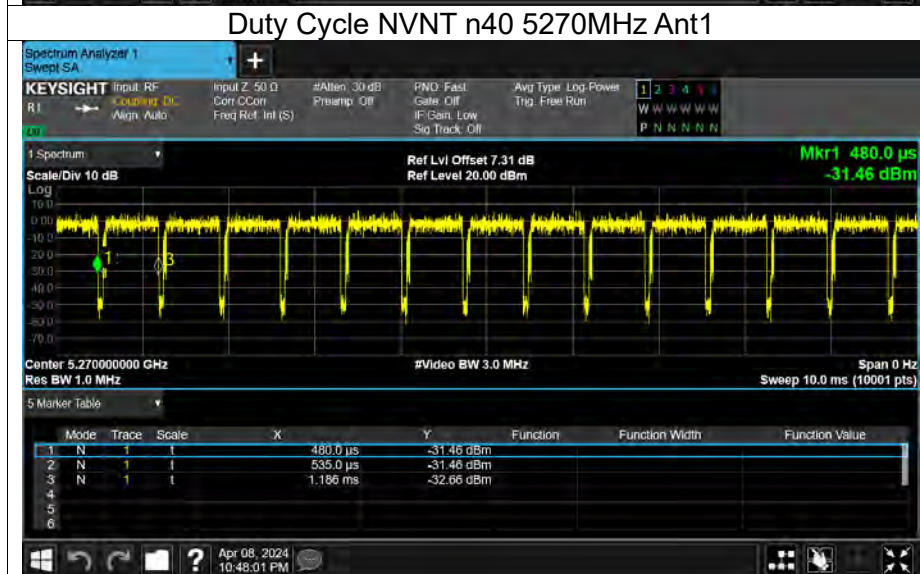 Duty Cycle NVNT n40 5270MHz Ant1
Spectrum Analyzer 1
Swept SA
+
KEYSIGHT Input: RF Input Z: 50 Ω #Atten: 30 dB PNO: Fast Avg Type: Log-Power 1 2 3 4 5 6
Coupling: DC Corr CCorr Preamp: Off Gate: Off Trig: Free Run W W W W W W
Align: Auto Freq Ref: Int (S) IF Gain: Low
Sig Track: Off P N N N N N
1 Spectrum
Ref Lvl Offset 7.31 dB
Mkr1 480.0 µs
Scale/Div 10 dB Ref Level 20.00 dBm -31.46 dBm
Log
10.0
0.00
-10.0
-20.0
-30.0
-40.0
-50.0
-60.0
-70.0
1
3
Center 5.270000000 GHz #Video BW 3.0 MHz Span 0 Hz
Res BW 1.0 MHz Sweep 10.0 ms (10001 pts)
5 Marker Table
Mode Trace Scale X Y Function Function Width Function Value
1 N 1 t 480.0 µs -31.46 dBm
2 N 1 t 535.0 µs -31.46 dBm
3 N 1 t 1.186 ms -32.66 dBm
4
5
6
? Apr 08, 2024
10:48:01 PM